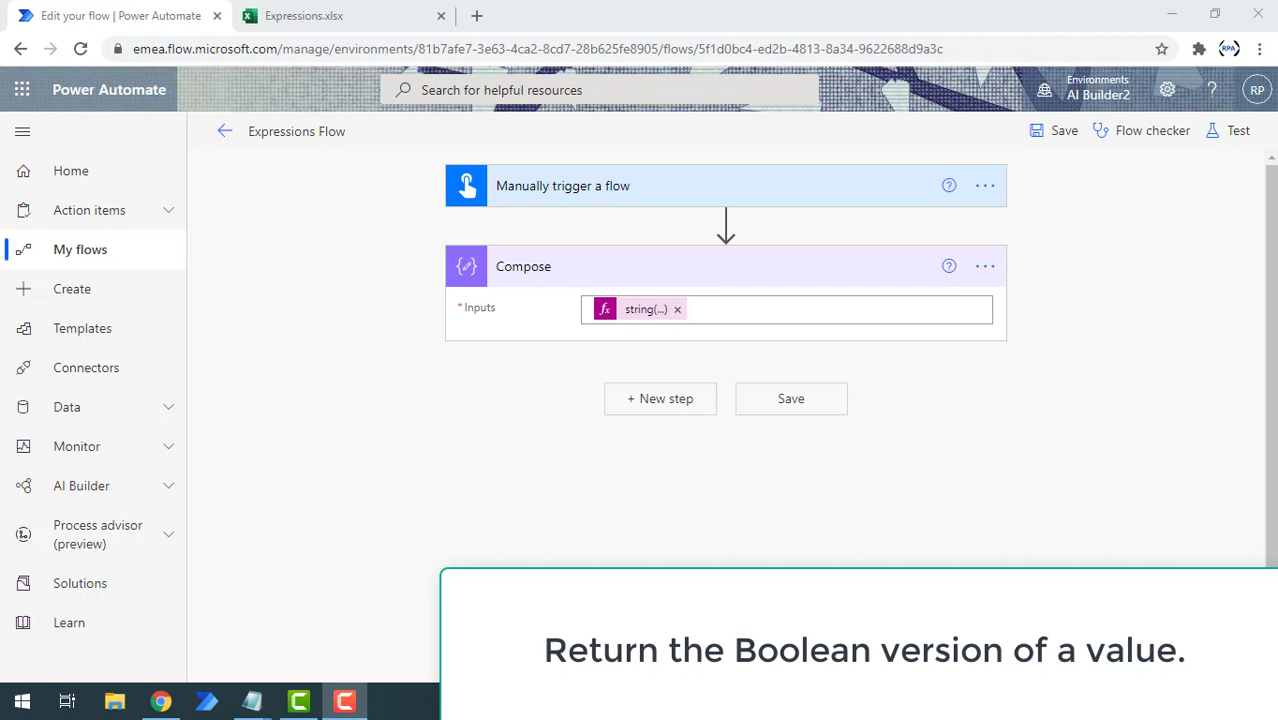 Edit your flow | Power Automate
Expressions.xlsx
emea.flow.microsoft.com/manage/environments/81b7afe7-3e63-4ca2-8cd7-28b625fe8905/flows/5f1d0bc4-ed2b-4813-8a34-9622688d9a3c
RPA
Power Automate
Search for helpful resources
Environments
AI Builder2
?
RP
Expressions Flow
Save
Flow checker
Test
Home
Action items
My flows
Create
Templates
Connectors
Data
Monitor
AI Builder
Process advisor
(preview)
Solutions
Learn
Manually trigger a flow
Compose
* Inputs
fx string(...) ×
+ New step
Save
Return the Boolean version of a value.